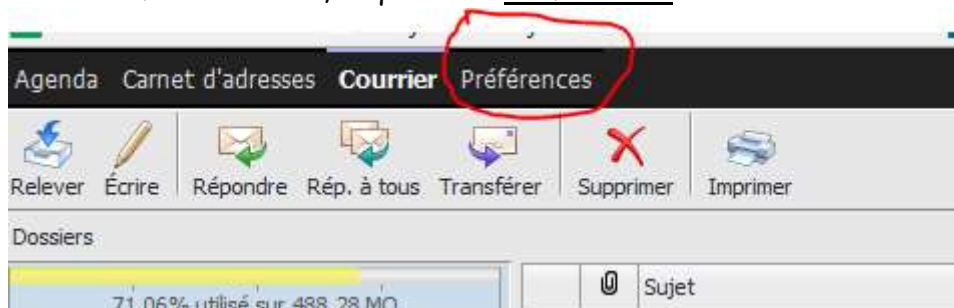 Agenda Carnet d'adresses Courrier Préférences
Relever Écrire Répondre Rép. à tous Transférer Supprimer Imprimer
Dossiers
Sujet
71.06% utilisé sur 488.28 MO